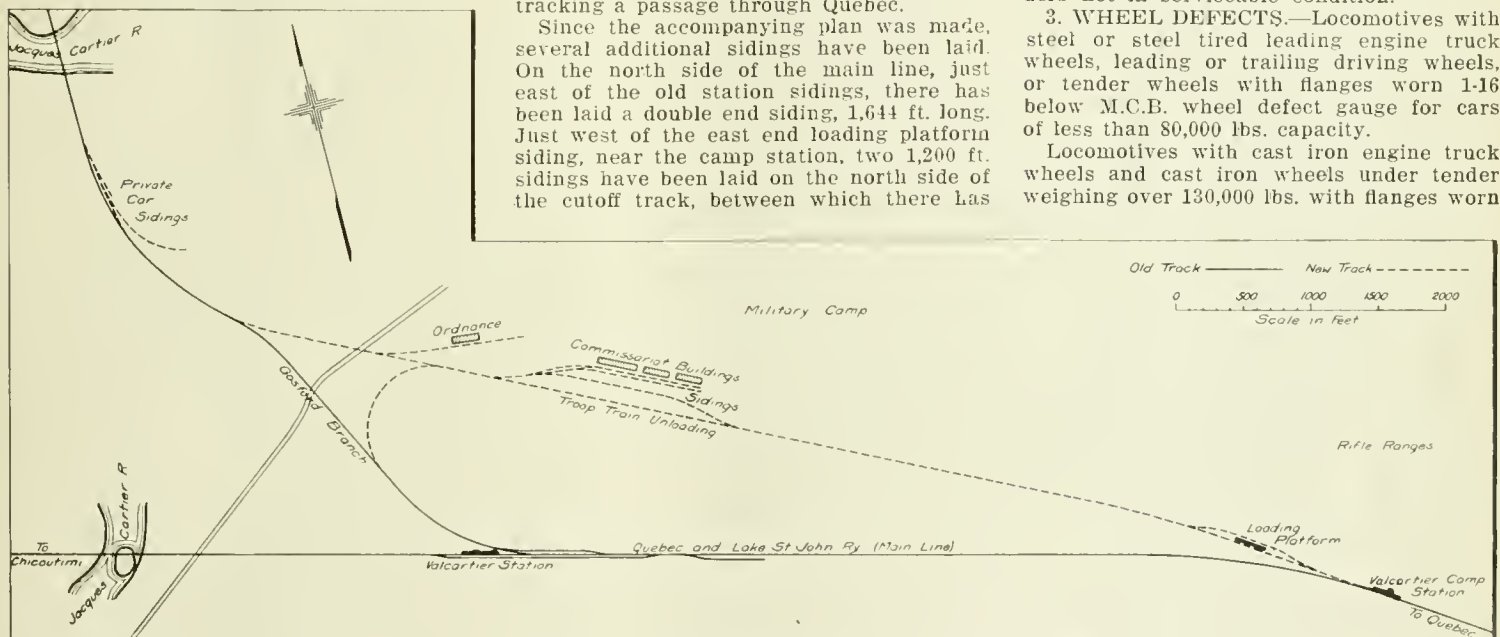 tracking a passage through Quebec.
Since the accompanying plan was made,
several additional sidings have been laid.
On the north side of the main line, just
east of the old station sidings, there has
been laid a double end siding, 1,644 ft. long.
Just west of the east end loading platform
siding, near the camp station, two 1,200 ft.
sidings have been laid on the north side of
the cutoff track, between which there has
3. WHEEL DEFECTS.—Locomotives with
steel or steel tired leading engine truck
wheels, leading or trailing driving wheels,
or tender wheels with flanges worn 1-16
below M.C.B. wheel defect gauge for cars
of less than 80,000 lbs. capacity.
Locomotives with cast iron engine truck
wheels and cast iron wheels under tender
weighing over 130,000 lbs. with flanges worn
Jacques Cartier R
Private
Car
Sidings
Old Track New Track
0 500 1000 1500 2000
Scale in Feet
Military Camp
Ordnance
Commissariat Buildings
Sidings
Troop Train Unloading
Gosford Branch
Rifle Ranges
Jacques Cartier R
To
Chicoutimi
Quebec and Lake St John Ry (Main Line)
Valcartier Station
Loading
Platform
Valcartier Camp
Station
To Quebec